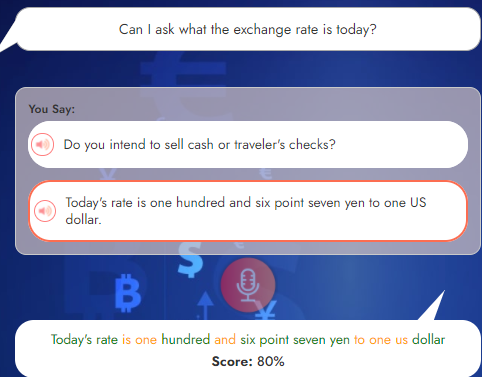 Can I ask what the exchange rate is today?
You Say:
Do you intend to sell cash or traveler's checks?
Today's rate is one hundred and six point seven yen to one US
dollar.
Today's rate is one hundred and six point seven yen to one us dollar
Score: 80%